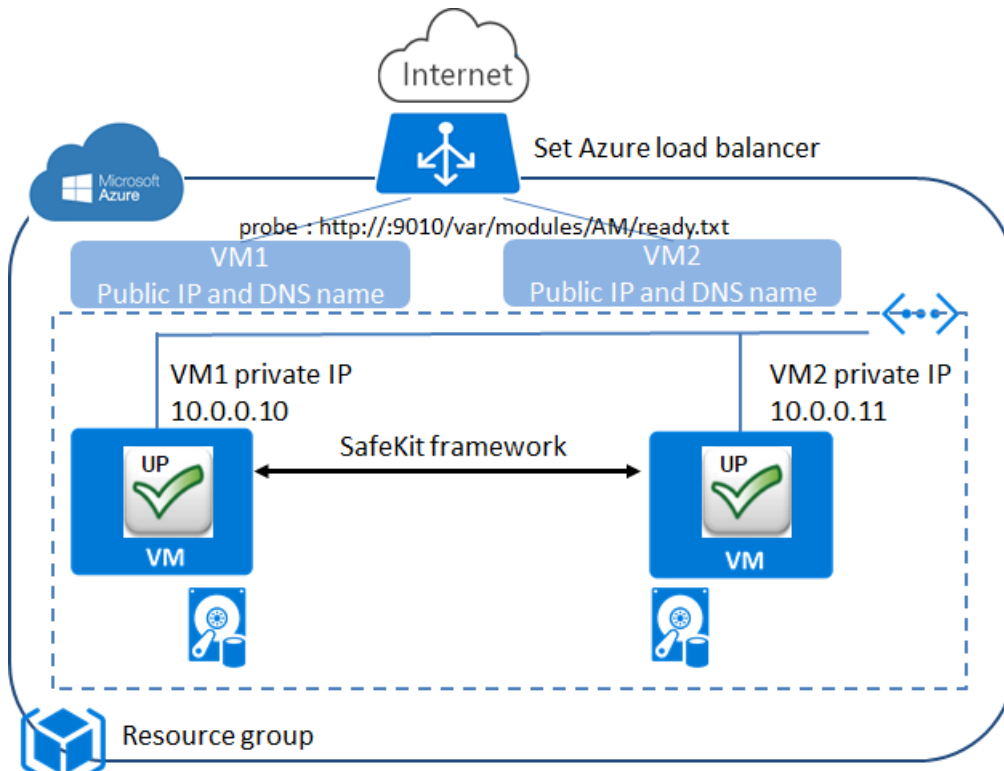 Internet
Set Azure load balancer
Microsoft
Azure
probe : http://:9010/var/modules/AM/ready.txt
VM1
Public IP and DNS name
VM2
Public IP and DNS name
VM1 private IP
10.0.0.10
VM2 private IP
10.0.0.11
SafeKit framework
UP
VM
UP
VM
Resource group